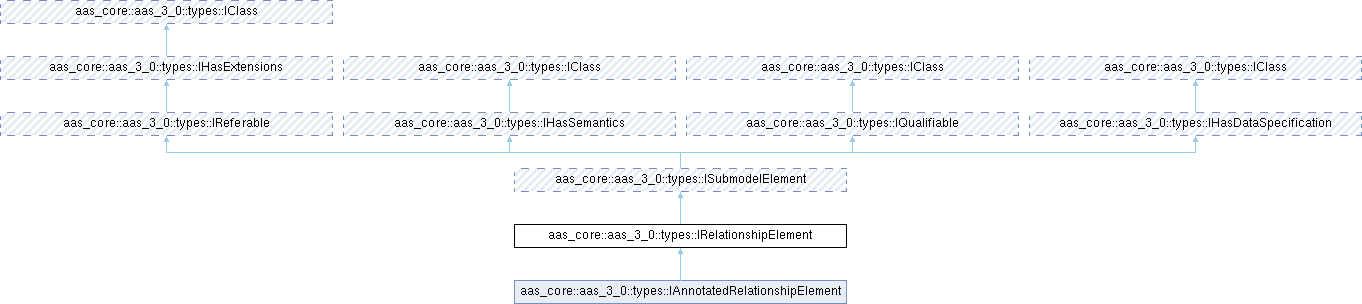 aas_core::aas_3_0::types::IClass
aas_core::aas_3_0::types::IHasExtensions
aas_core::aas_3_0::types::IClass
aas_core::aas_3_0::types::IClass
aas_core::aas_3_0::types::IClass
aas_core::aas_3_0::types::IReferable
aas_core::aas_3_0::types::IHasSemantics
aas_core::aas_3_0::types::IQualifiable
aas_core::aas_3_0::types::IHasDataSpecification
aas_core::aas_3_0::types::ISubmodelElement
aas_core::aas_3_0::types::IRelationshipElement
aas_core::aas_3_0::types::IAnnotatedRelationshipElement